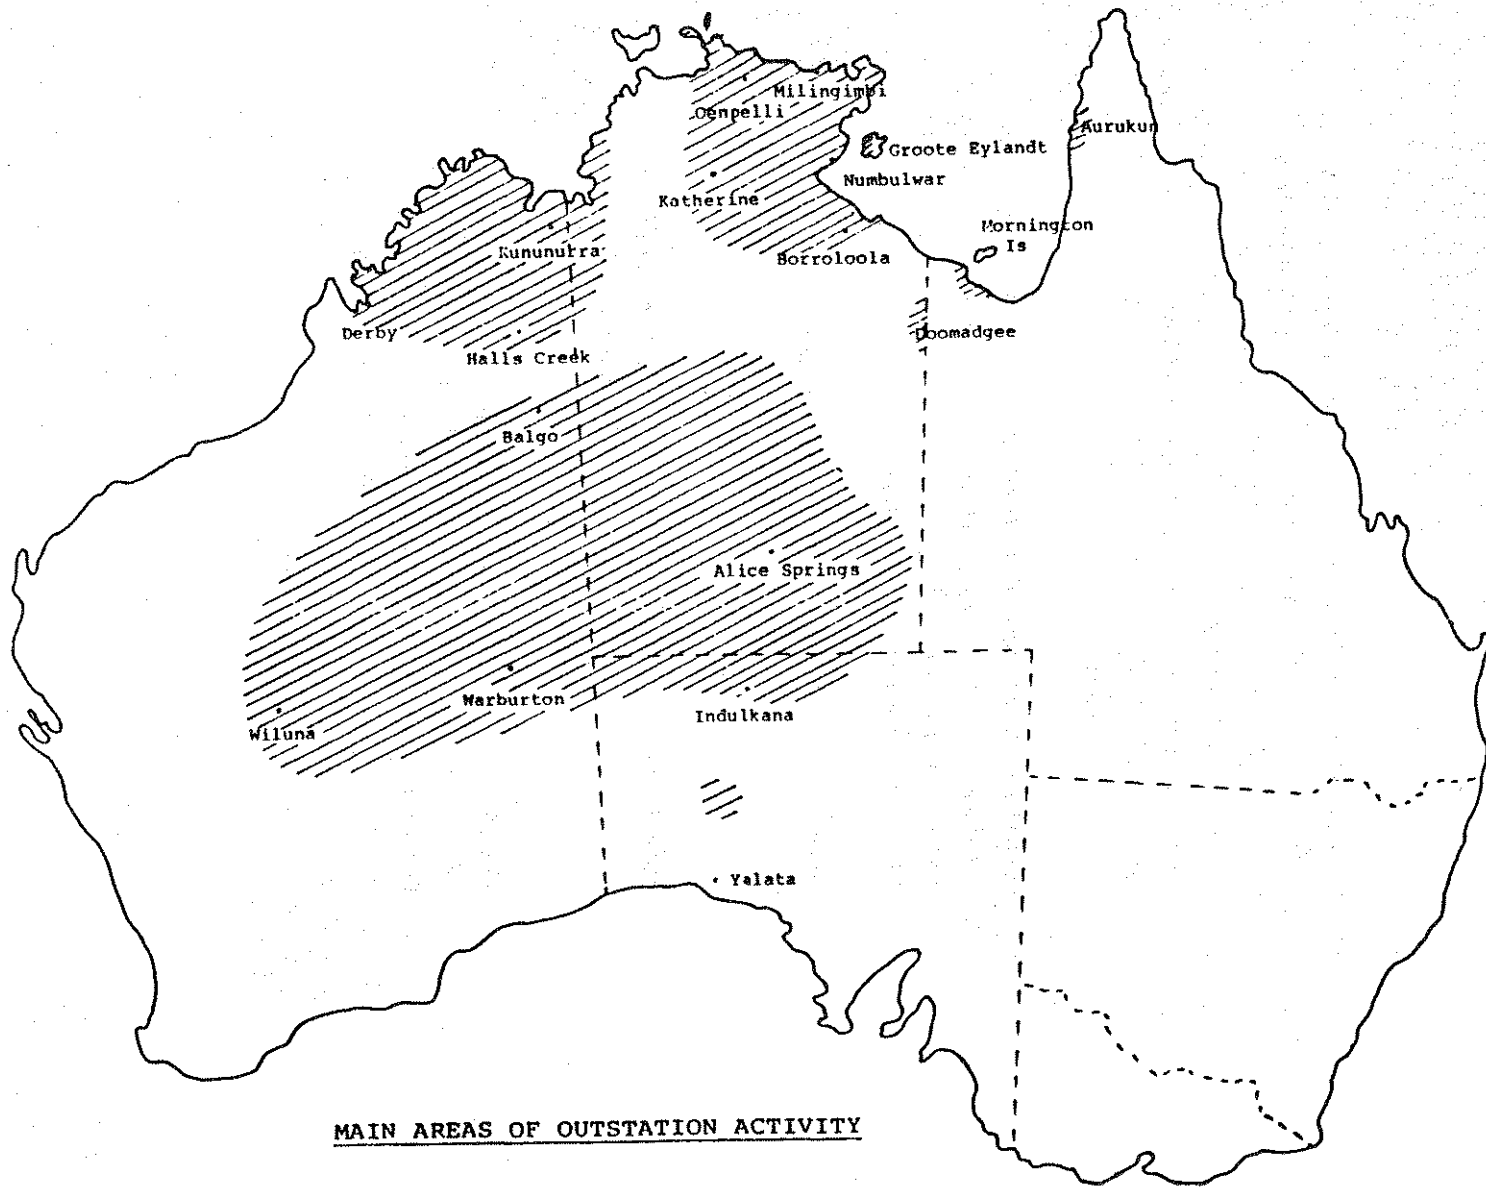 Milingimbi
Oenpelli
Aurukun
Groote Eylandt
Numbulwar
Katherine
Mornington
Is
Kununurra
Borroloola
Derby
Doomadgee
Halls Creek
Balgo
Alice Springs
Warburton
Indulkana
Wiluna
Yalata
MAIN AREAS OF OUTSTATION ACTIVITY